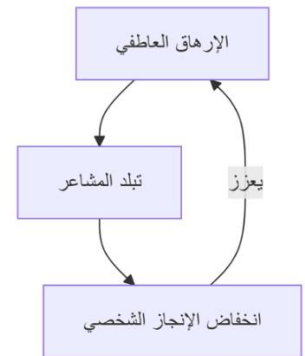 الإرهاق العاطفي
تبلد المشاعر
يعزز
انخفاض الإنجاز الشخصي